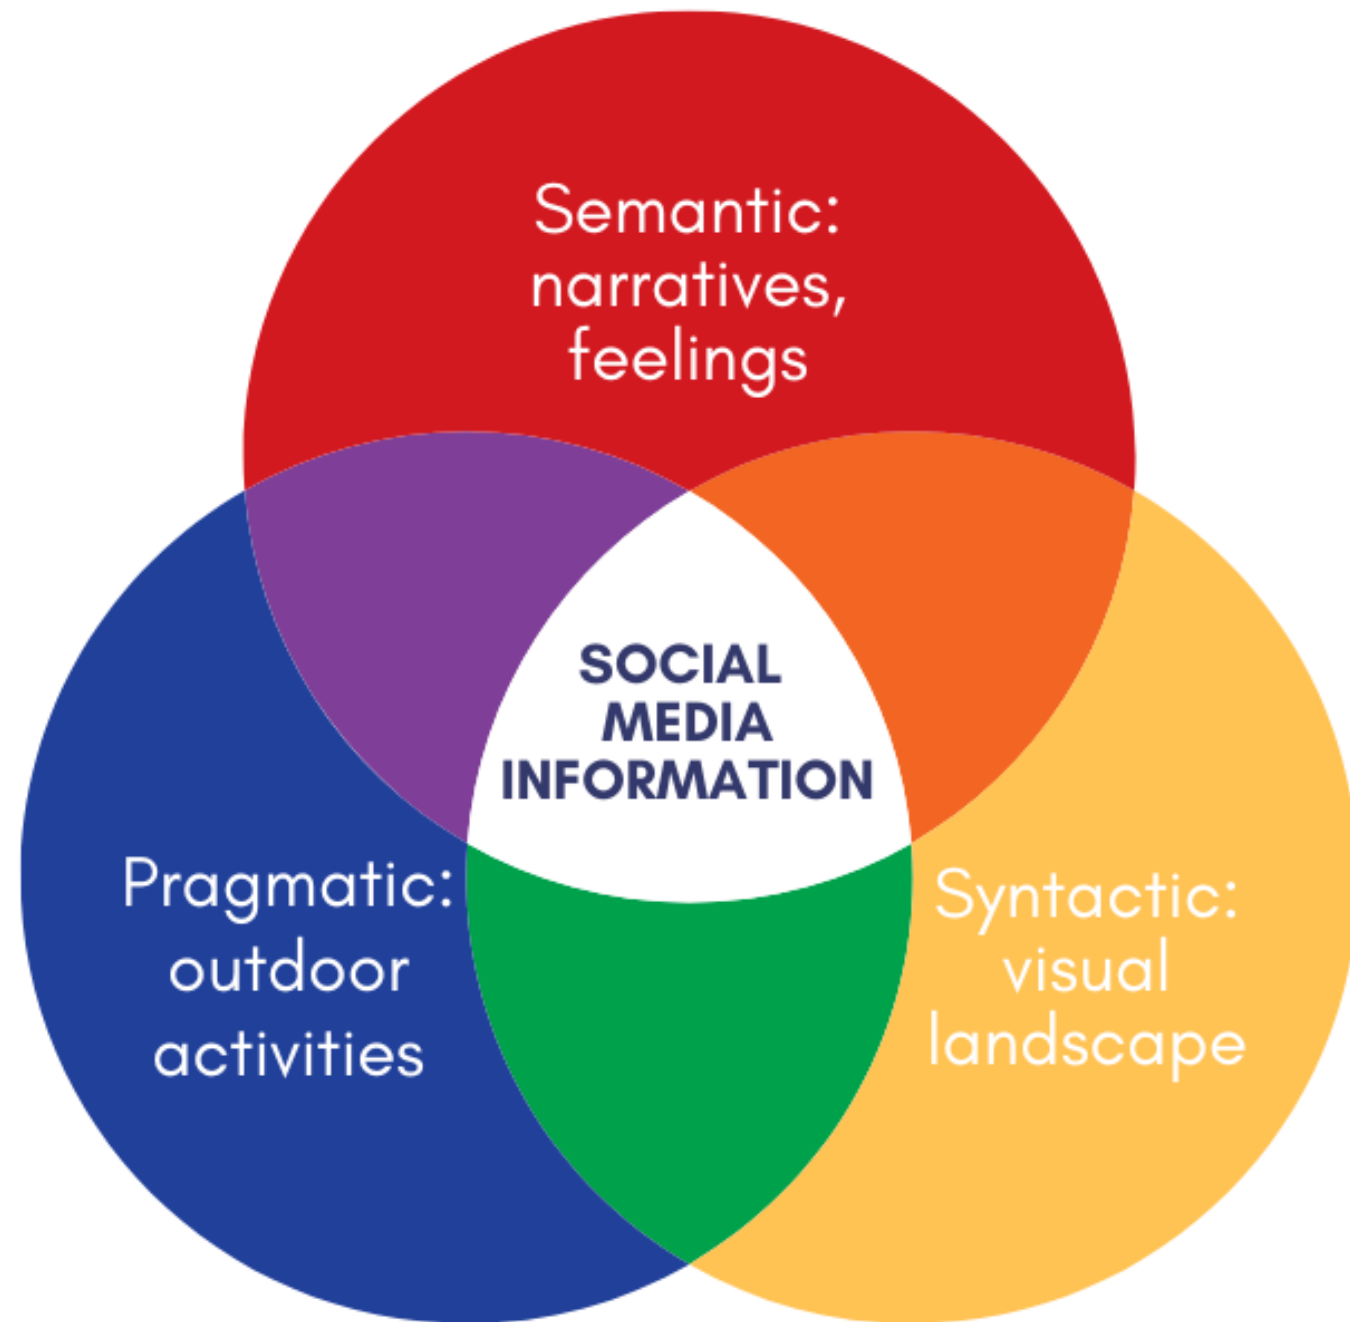 Semantic:
narratives,
feelings
SOCIAL
MEDIA
INFORMATION
Pragmatic:
outdoor
activities
Syntactic:
visual
landscape